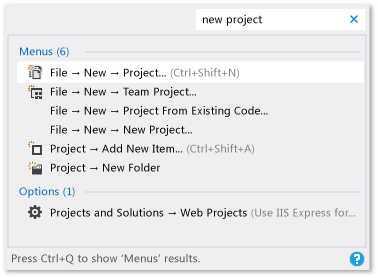 new project
Menus (6)
File → New → Project... (Ctrl+Shift+N)
File → New → Team Project...
File → New → Project From Existing Code...
File → New → New Project...
Project → Add New Item... (Ctrl+Shift+A)
Project → New Folder
Options (1)
Projects and Solutions → Web Projects (Use IIS Express for...
Press Ctrl+Q to show 'Menus' results.